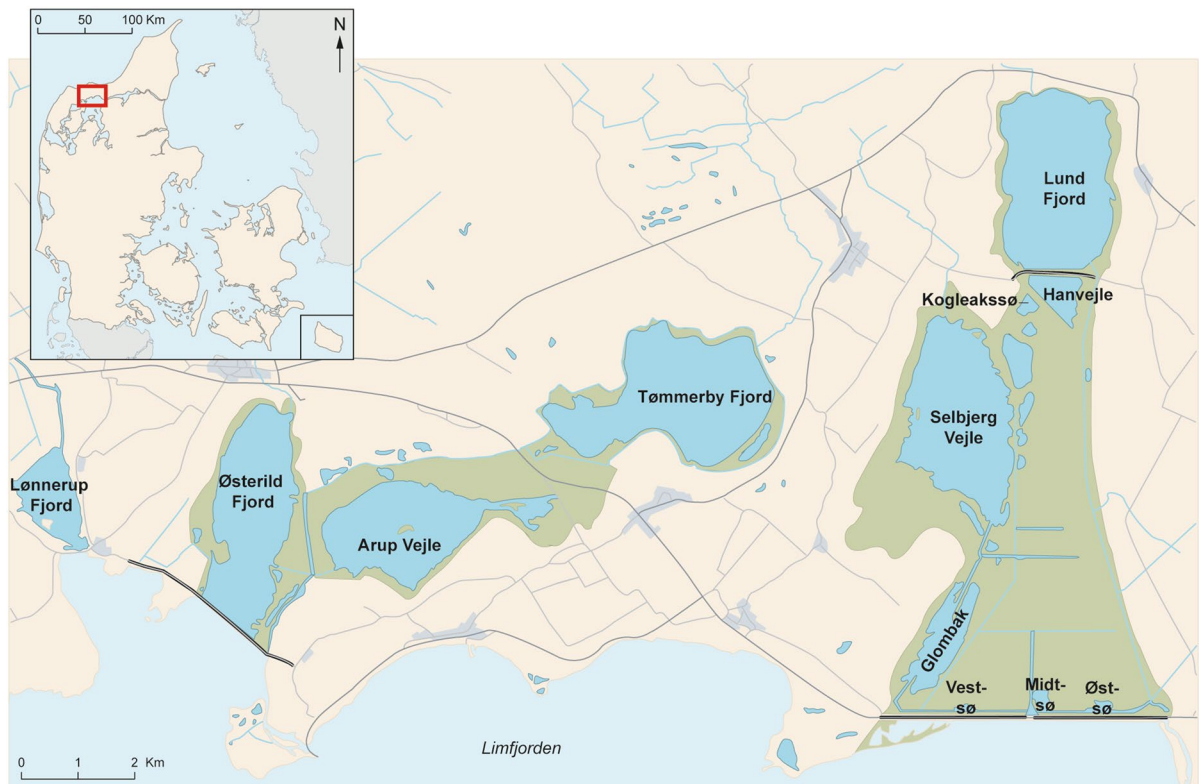 0 50 100 Km
N
Lund
Fjord
Kogleakssø
Hanvejle
Tømmerby Fjord
Selbjerg
Vejle
Lønnerup
Fjord
Østerild
Fjord
Arup Vejle
Glombak
Vest-
sø
Midt-
sø
Øst-
sø
Limfjorden
0 1 2 Km